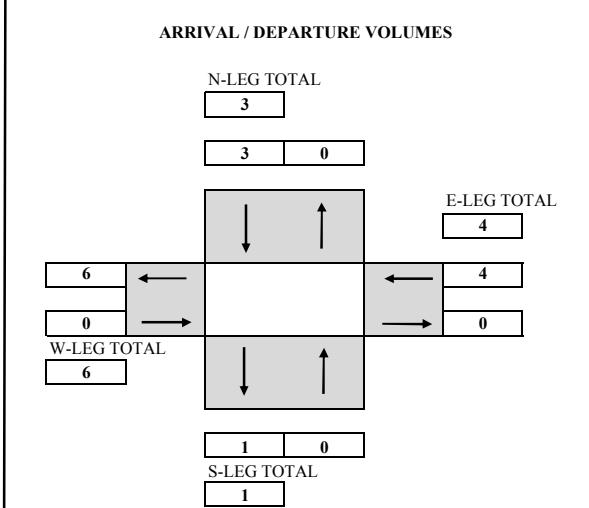 ARRIVAL / DEPARTURE VOLUMES
N-LEG TOTAL
3
3 0
E-LEG TOTAL
4
6 4
0 0
W-LEG TOTAL
6
1 0
S-LEG TOTAL
1